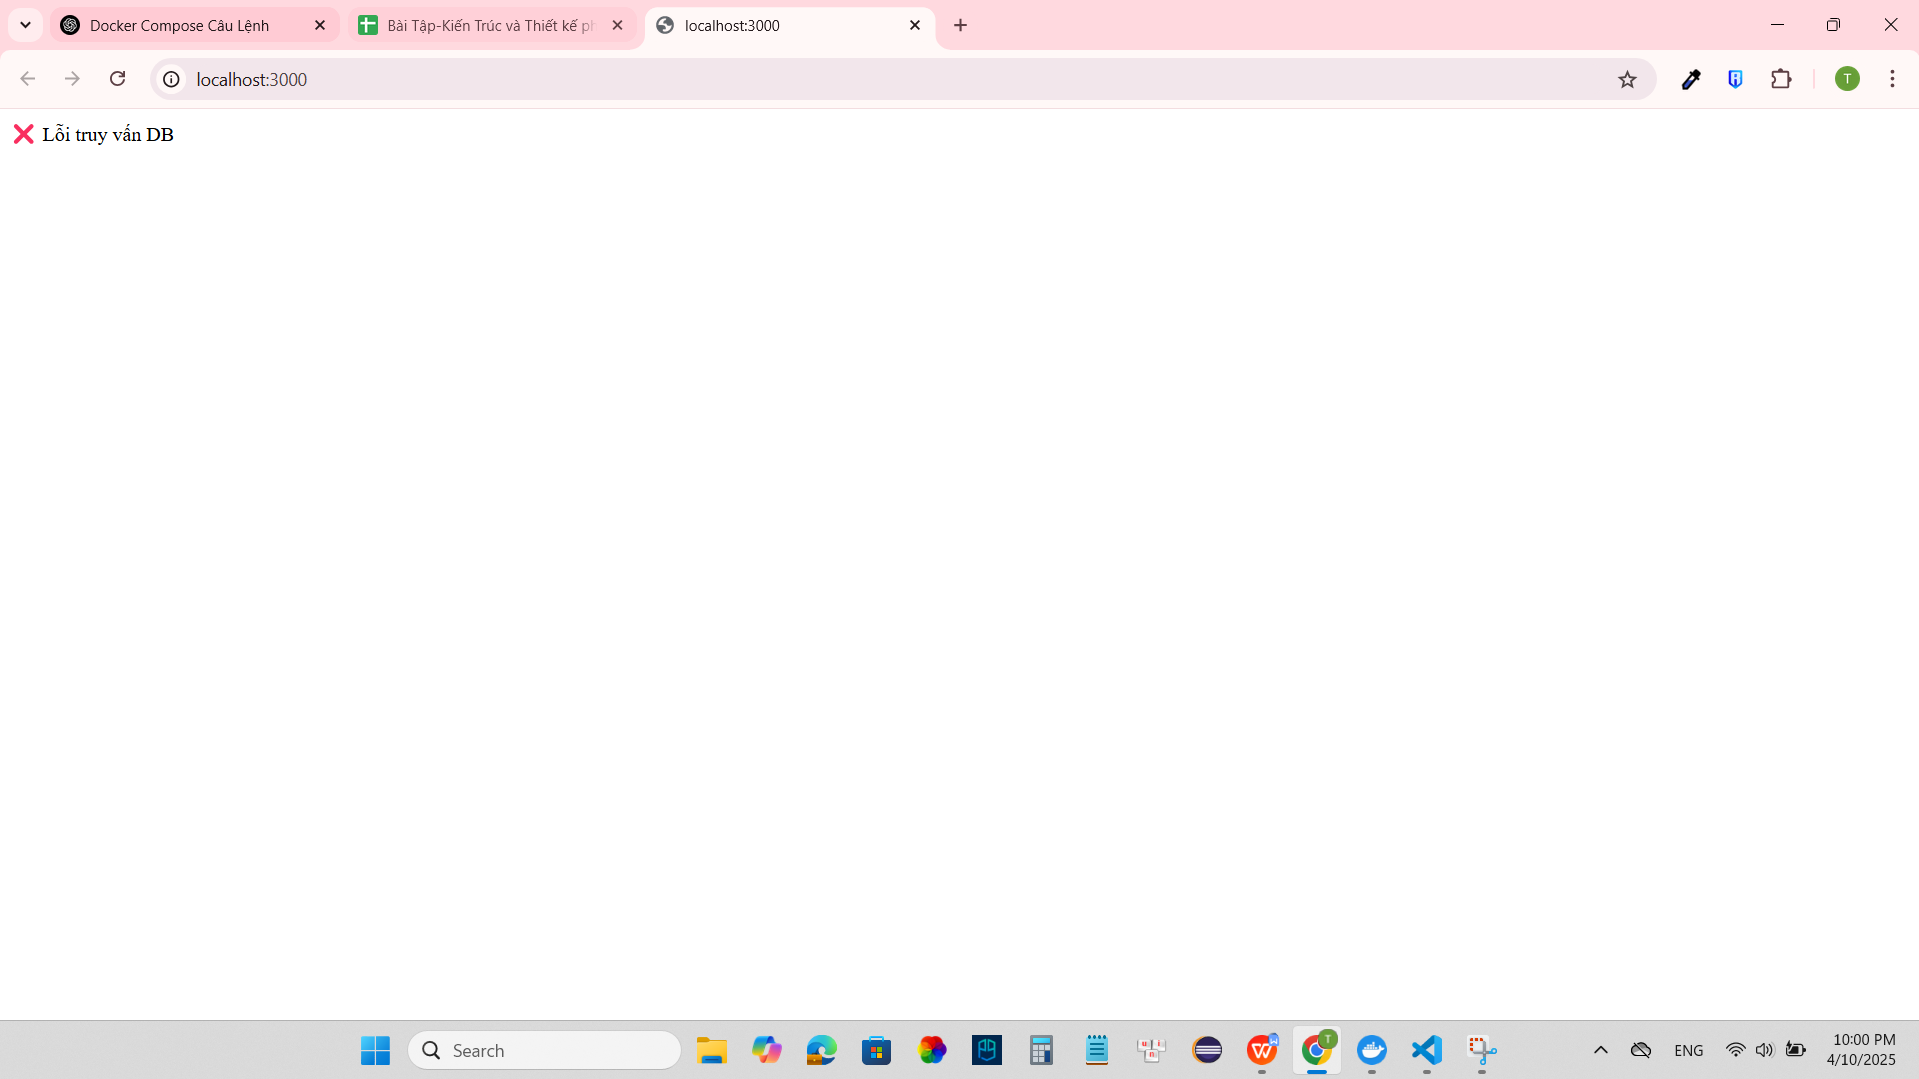 Docker Compose Câu Lệnh
Bài Tập-Kiến Trúc và Thiết kế ph
localhost:3000
localhost:3000
T
❌ Lỗi truy vấn DB
Search
T
ENG
10:00 PM
4/10/2025